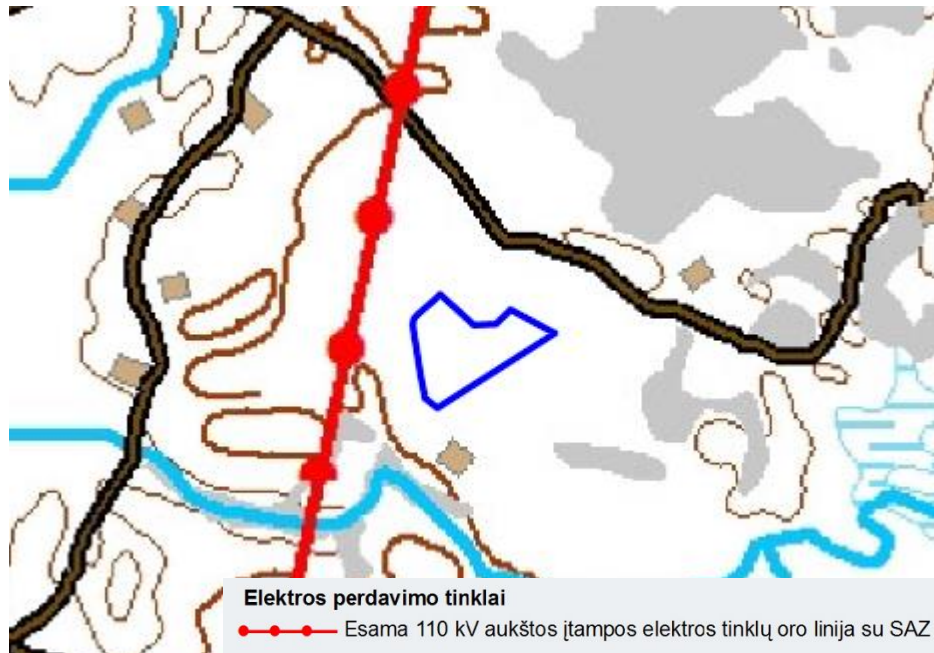 Elektros perdavimo tinklai
Esama 110 kV aukštos įtampos elektros tinklų oro linija su SAZ